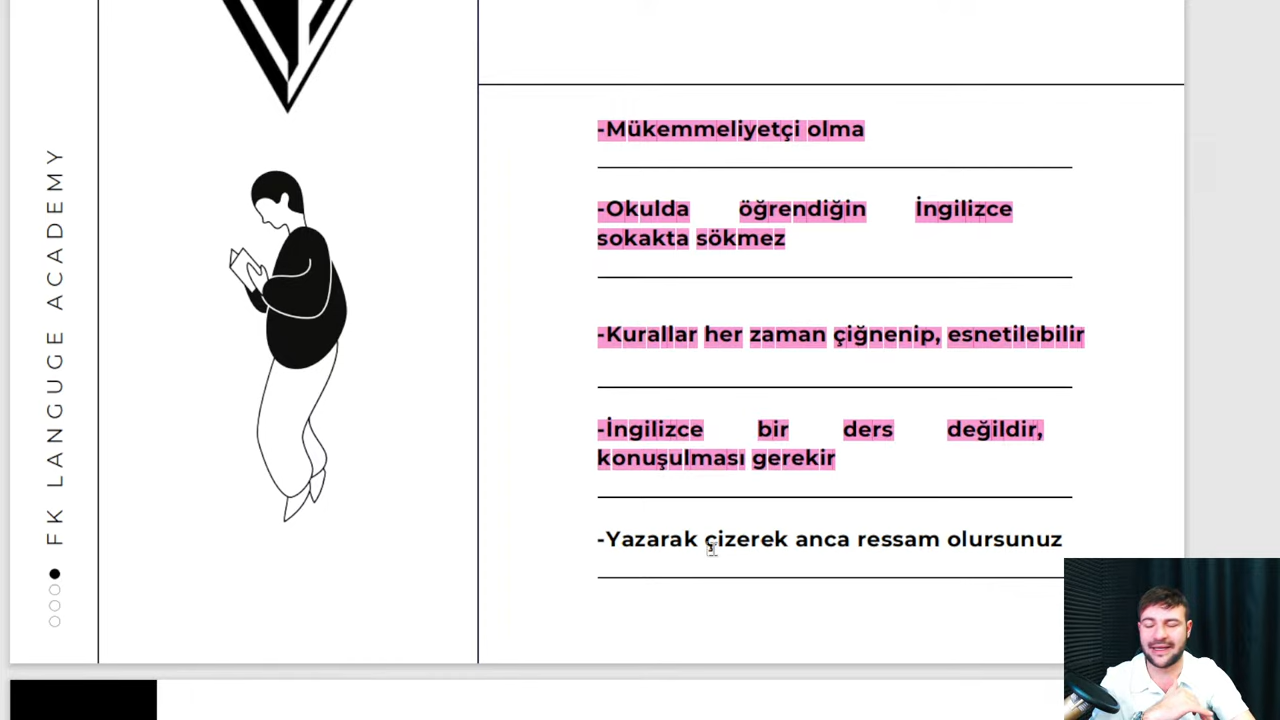 FK LANGUGE ACADEMY
-Mükemmeliyetçi olma
-Okulda öğrendiğin İngilizce
sokakta sökmez
-Kurallar her zaman çiğnenip, esnetilebilir
-İngilizce bir ders değildir,
konuşulması gerekir
-Yazarak çizerek anca ressam olursunuz